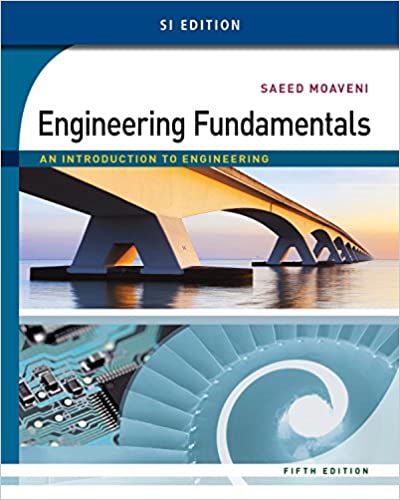 SI EDITION
SAEED MOAVENI
Engineering Fundamentals
AN INTRODUCTION TO ENGINEERING
FIFTH EDITION